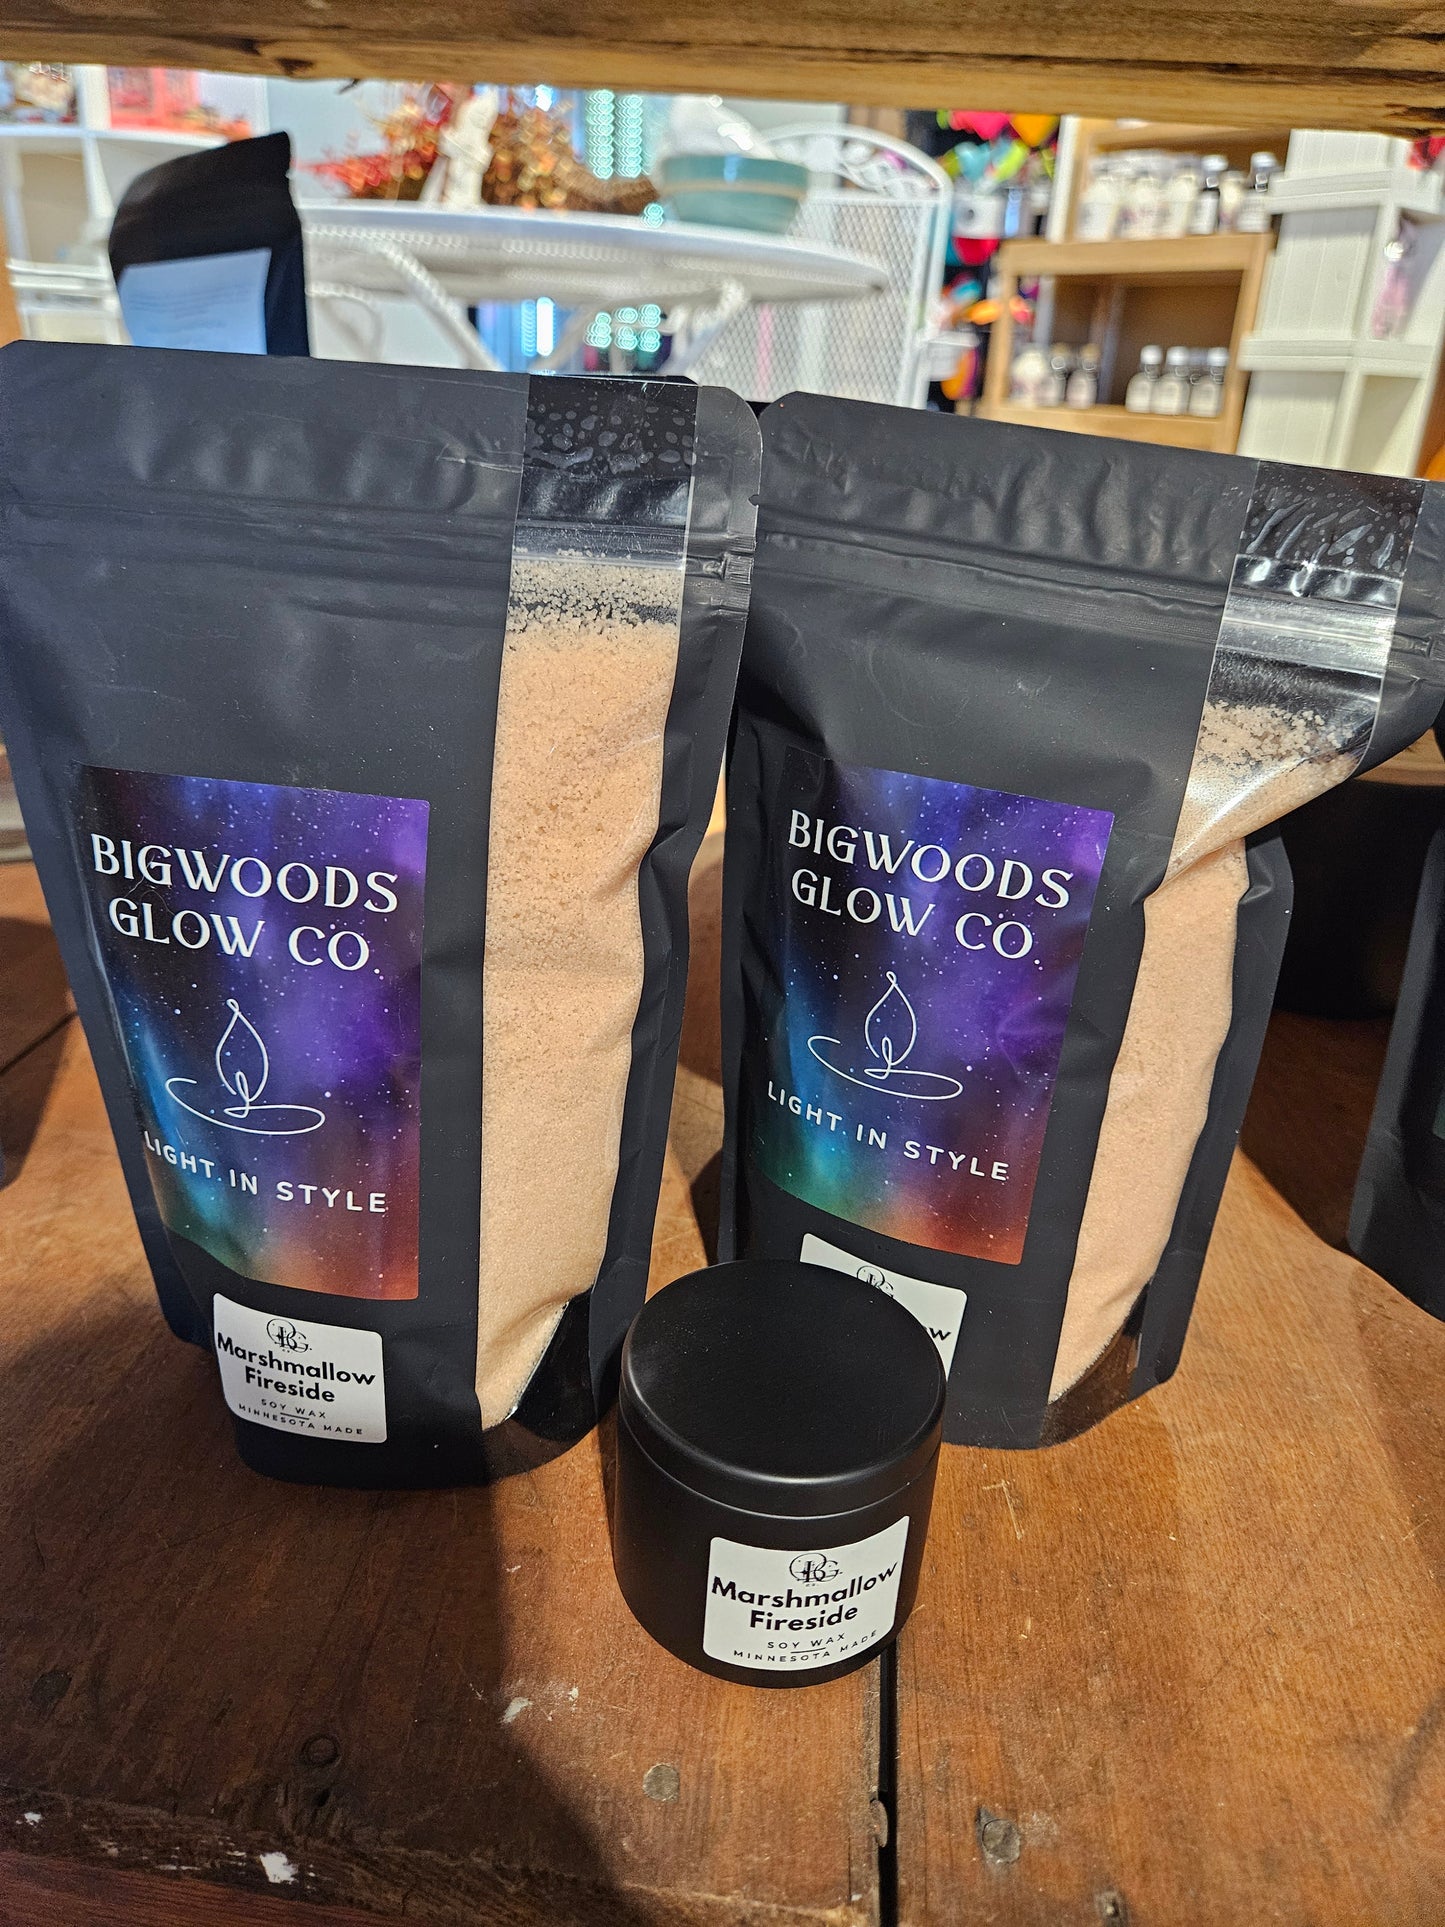 BIGWOODS
GLOW CO.
LIGHT IN STYLE
Marshmallow
Fireside
SOY WAX
MINNESOTA MADE
BIGWOODS
GLOW CO.
LIGHT IN STYLE
Marshmallow
Fireside
SOY WAX
MINNESOTA MADE